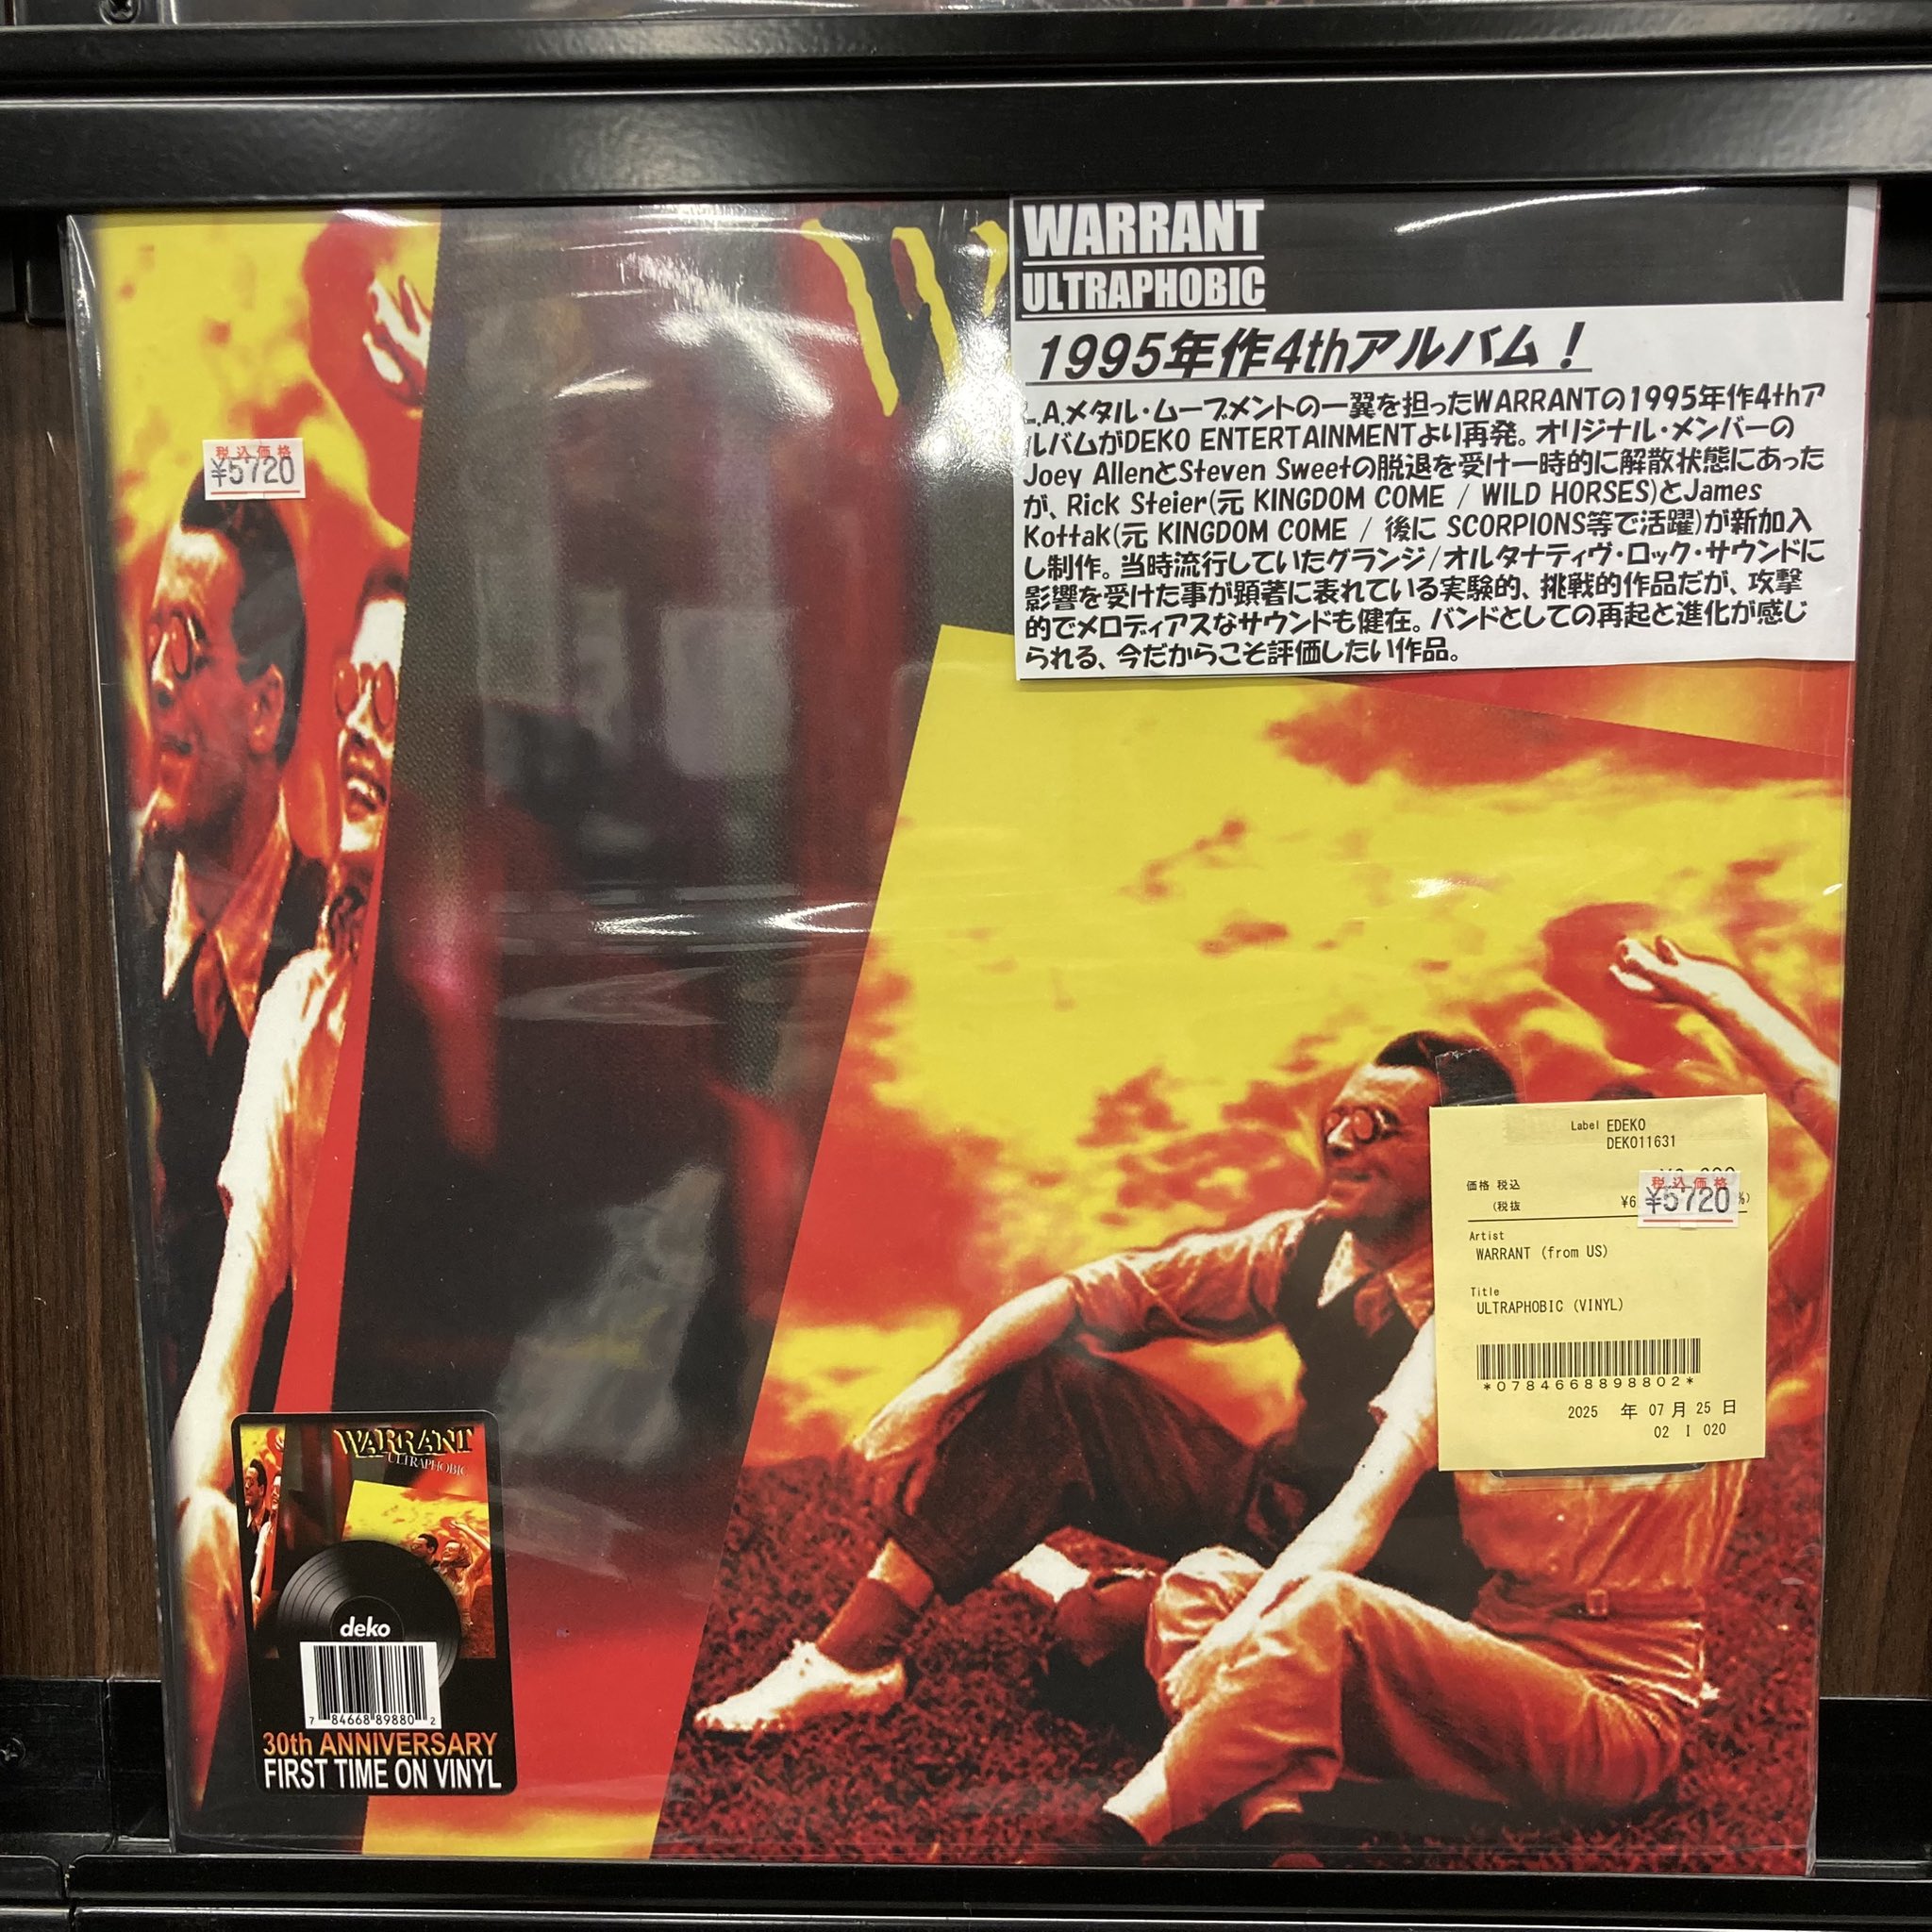 WARRANT
ULTRAPHOBIC
1995年作4thアルバム！
L.A.メタル・ムーブメントの一翼を担ったWARRANTの1995年作4thア
ルバムがDEKO ENTERTAINMENTより再発。オリジナル・メンバーの
Joey AllenとSteven Sweetの脱退を受け一時的に解散状態にあった
が、Rick Steier(元 KINGDOM COME / WILD HORSES)とJames
Kottak(元 KINGDOM COME / 後に SCORPIONS等で活躍)が新加入
し制作。当時流行していたグランジ/オルタナティヴ・ロック・サウンドに
影響を受けた事が顕著に表れている実験的、挑戦的作品だが、攻撃
的でメロディアスなサウンドも健在。バンドとしての再起と進化が感じ
られる、今だからこそ評価したい作品。
税込価格
¥5720
Label EDEKO
DEKO11631
価格 税込
(税抜 ¥6
税込価格
¥5720
%)
Artist
WARRANT (from US)
Title
ULTRAPHOBIC (VINYL)
*0784668898802*
2025 年 07 月 25 日
02 I 020
WARRANT
ULTRAPHOBIC
deko
7 84668 89880 2
30th ANNIVERSARY
FIRST TIME ON VINYL